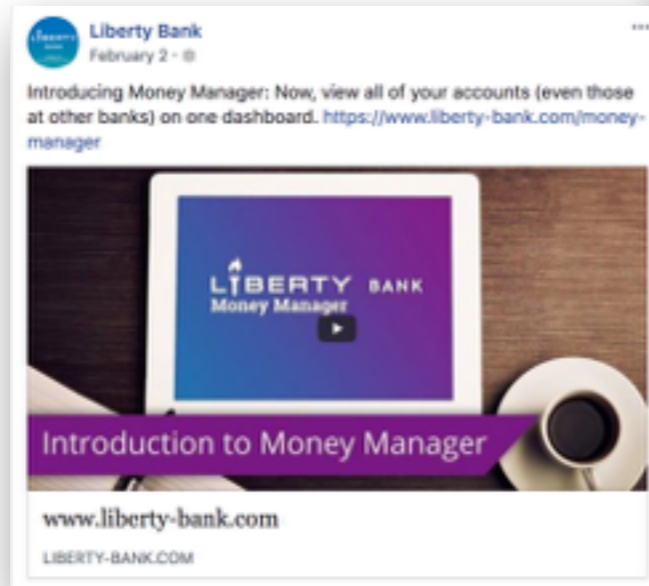 Liberty Bank
February 2
Introducing Money Manager: Now, view all of your accounts (even those
at other banks) on one dashboard. https://www.liberty-bank.com/money-
manager
LIBERTY BANK
Money Manager
Introduction to Money Manager
www.liberty-bank.com
LIBERTY-BANK.COM